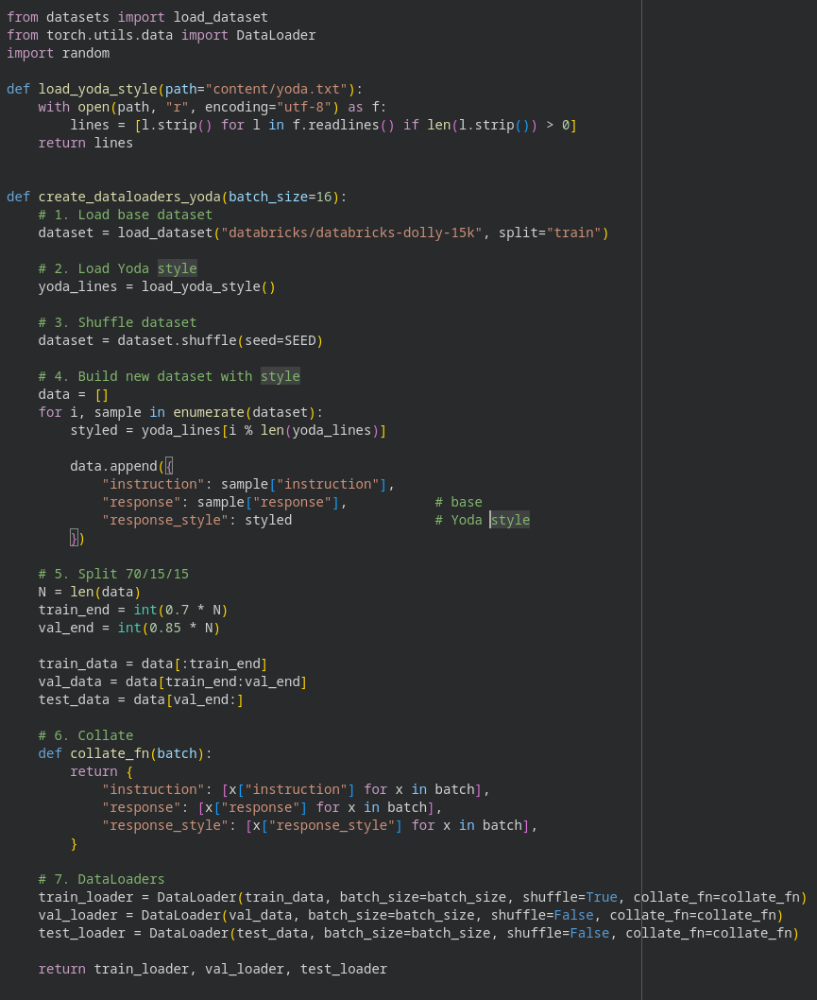 from datasets import load_dataset
from torch.utils.data import DataLoader
import random

def load_yoda_style(path="content/yoda.txt"):
    with open(path, "r", encoding="utf-8") as f:
        lines = [l.strip() for l in f.readlines() if len(l.strip()) > 0]
    return lines


def create_dataloaders_yoda(batch_size=16):
    # 1. Load base dataset
    dataset = load_dataset("databricks/databricks-dolly-15k", split="train")

    # 2. Load Yoda style
    yoda_lines = load_yoda_style()

    # 3. Shuffle dataset
    dataset = dataset.shuffle(seed=SEED)

    # 4. Build new dataset with style
    data = []
    for i, sample in enumerate(dataset):
        styled = yoda_lines[i % len(yoda_lines)]

        data.append({
            "instruction": sample["instruction"],
            "response": sample["response"],           # base
            "response_style": styled                  # Yoda style
        })

    # 5. Split 70/15/15
    N = len(data)
    train_end = int(0.7 * N)
    val_end = int(0.85 * N)

    train_data = data[:train_end]
    val_data = data[train_end:val_end]
    test_data = data[val_end:]

    # 6. Collate
    def collate_fn(batch):
        return {
            "instruction": [x["instruction"] for x in batch],
            "response": [x["response"] for x in batch],
            "response_style": [x["response_style"] for x in batch],
        }

    # 7. DataLoaders
    train_loader = DataLoader(train_data, batch_size=batch_size, shuffle=True, collate_fn=collate_fn)
    val_loader = DataLoader(val_data, batch_size=batch_size, shuffle=False, collate_fn=collate_fn)
    test_loader = DataLoader(test_data, batch_size=batch_size, shuffle=False, collate_fn=collate_fn)

    return train_loader, val_loader, test_loader